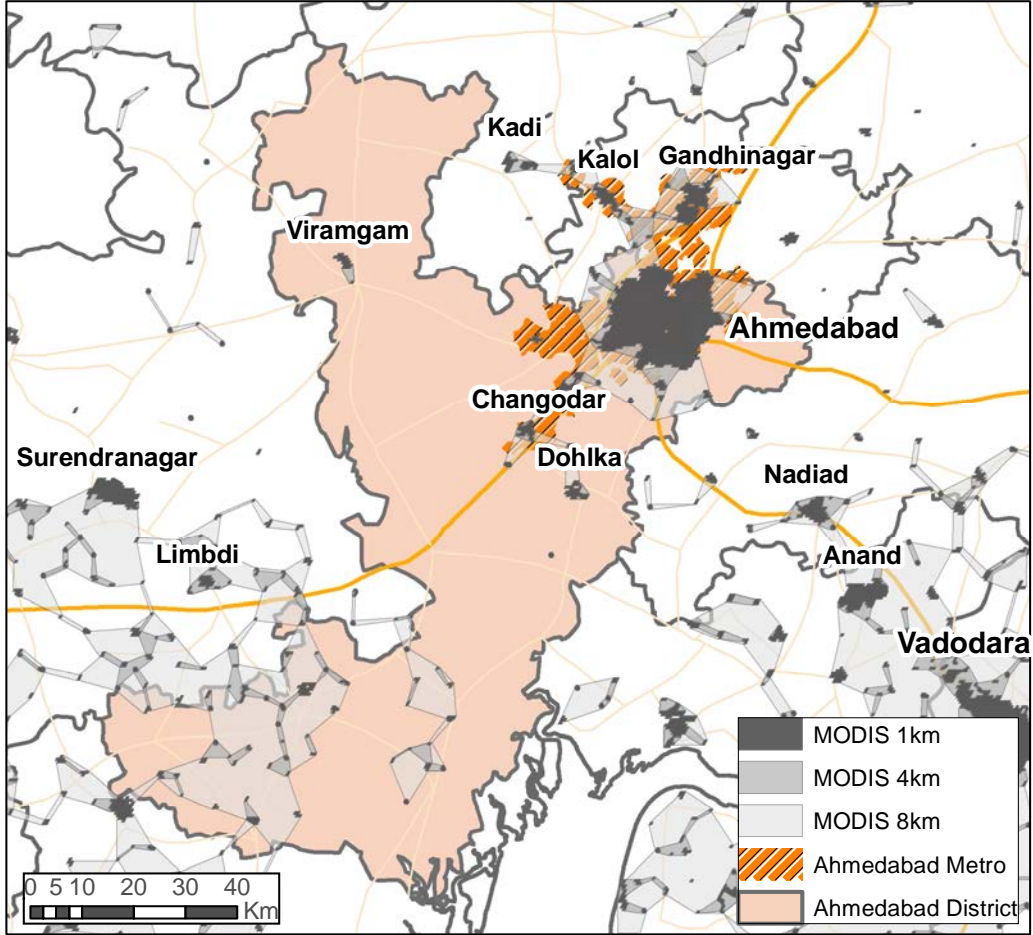 Kadi
Kalol
Gandhinagar
Viramgam
Ahmedabad
Changodar
Surendranagar
Dohlka
Nadiad
Limbdi
Anand
Vadodara
MODIS 1km
MODIS 4km
MODIS 8km
Ahmedabad Metro
Ahmedabad District
0 5 10 20 30 40
Km